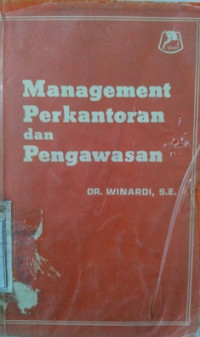 Management
Perkantoran
dan
Pengawasan
DR. WINARDI, S.E.